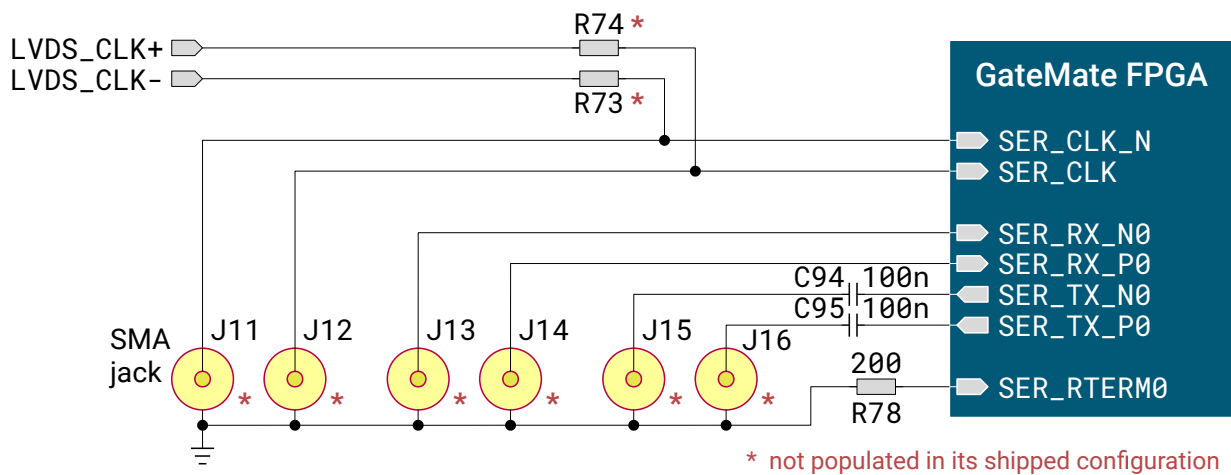 R74 *
LVDS_CLK+
LVDS_CLK-
R73 *
GateMate FPGA
SER_CLK_N
SER_CLK
SER_RX_N0
SER_RX_P0
C94 100n
SER_TX_N0
C95 100n
SER_TX_P0
SMA
jack
J11
J12
J13
J14
J15
J16
* * * * * *
200
R78
SER_RTERM0
* not populated in its shipped configuration